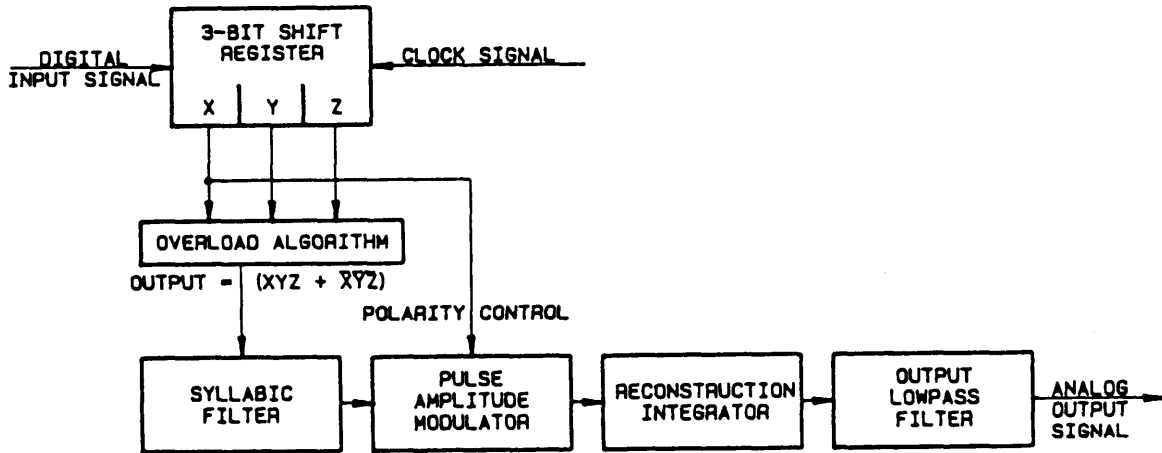 3-BIT SHIFT
REGISTER
DIGITAL
INPUT SIGNAL
CLOCK SIGNAL
X Y Z
OVERLOAD ALGORITHM
OUTPUT = (XYZ + X̅Y̅Z̅)
POLARITY CONTROL
SYLLABIC
FILTER
PULSE
AMPLITUDE
MODULATOR
RECONSTRUCTION
INTEGRATOR
OUTPUT
LOWPASS
FILTER
ANALOG
OUTPUT
SIGNAL